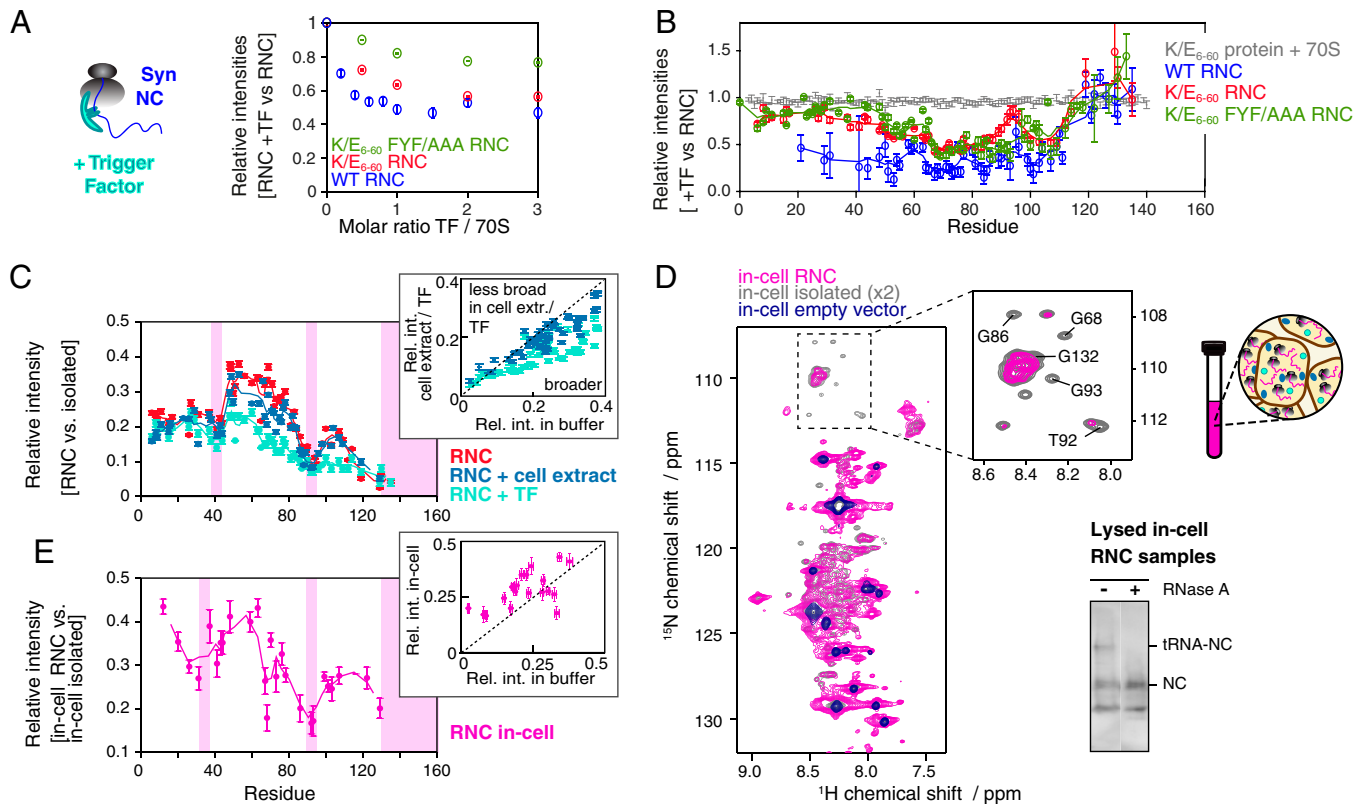 A
Syn
NC
+ Trigger
Factor
Relative intensities
[RNC +TF vs RNC]
1
0.8
0.6
0.4
0.2
0
K/E6-60 FYF/AAA RNC
K/E6-60 RNC
WT RNC
0 1 2 3
Molar ratio TF / 70S
B
Relative intensities
[ +TF vs RNC]
1.5
1.0
0.5
0.0
0 20 40 60 80 100 120 140 160
Residue
K/E6-60 protein + 70S
WT RNC
K/E6-60 RNC
K/E6-60 FYF/AAA RNC
C
Relative intensity
[RNC vs. isolated]
0.5
0.4
0.3
0.2
0.1
0
0 40 80 120 160
RNC
RNC + cell extract
RNC + TF
Rel. int.
cell extract / TF
0.4
0.2
0
less broad
in cell extr./
TF
broader
0 0.2 0.4
Rel. int. in buffer
D
in-cell RNC
in-cell isolated (x2)
in-cell empty vector
15N chemical shift / ppm
110
115
120
125
130
9.0 8.5 8.0 7.5
1H chemical shift / ppm
G86
G68
G132
G93
T92
108
110
112
8.6 8.4 8.2 8.0
Lysed in-cell
RNC samples
- + RNase A
tRNA-NC
NC
E
Relative intensity
[in-cell RNC vs.
in-cell isolated]
0.5
0.4
0.3
0.2
0.1
0 40 80 120 160
Residue
RNC in-cell
Rel. int. in-cell
0.5
0.25
0
0 0.25 0.5
Rel. int. in buffer